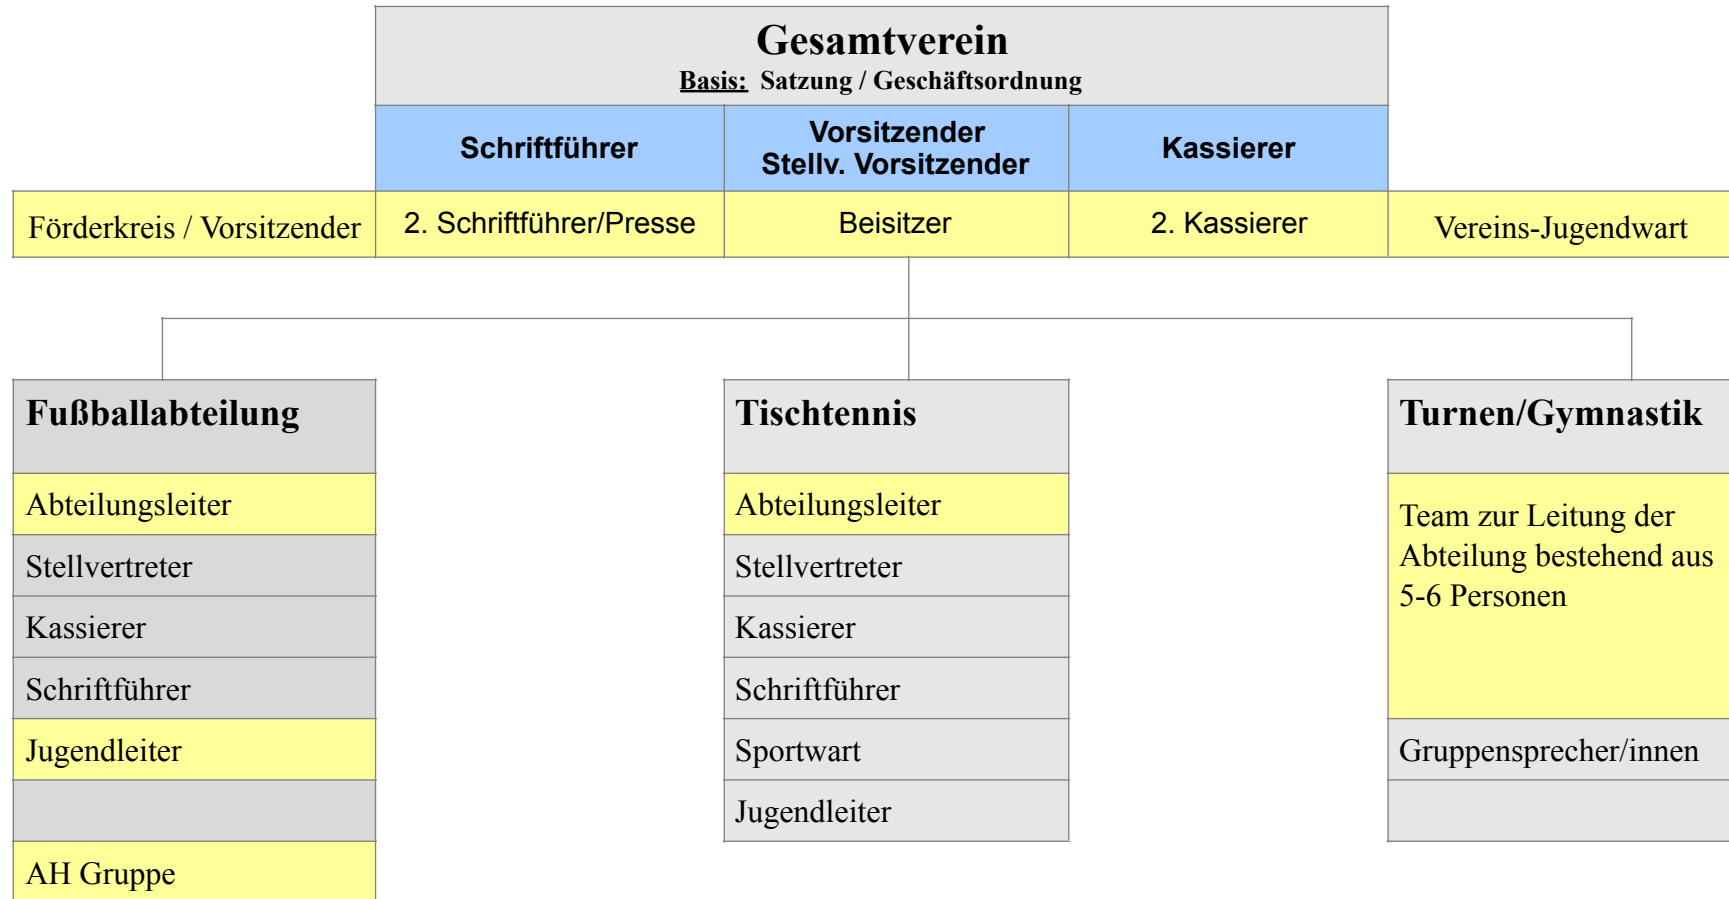 Gesamtverein
Basis: Satzung / Geschäftsordnung
Schriftführer
Vorsitzender
Stellv. Vorsitzender
Kassierer
Förderkreis / Vorsitzender
2. Schriftführer/Presse
Beisitzer
2. Kassierer
Vereins-Jugendwart
Fußballabteilung
Abteilungsleiter
Stellvertreter
Kassierer
Schriftführer
Jugendleiter
AH Gruppe
Tischtennis
Abteilungsleiter
Stellvertreter
Kassierer
Schriftführer
Sportwart
Jugendleiter
Turnen/Gymnastik
Team zur Leitung der
Abteilung bestehend aus
5-6 Personen
Gruppensprecher/innen